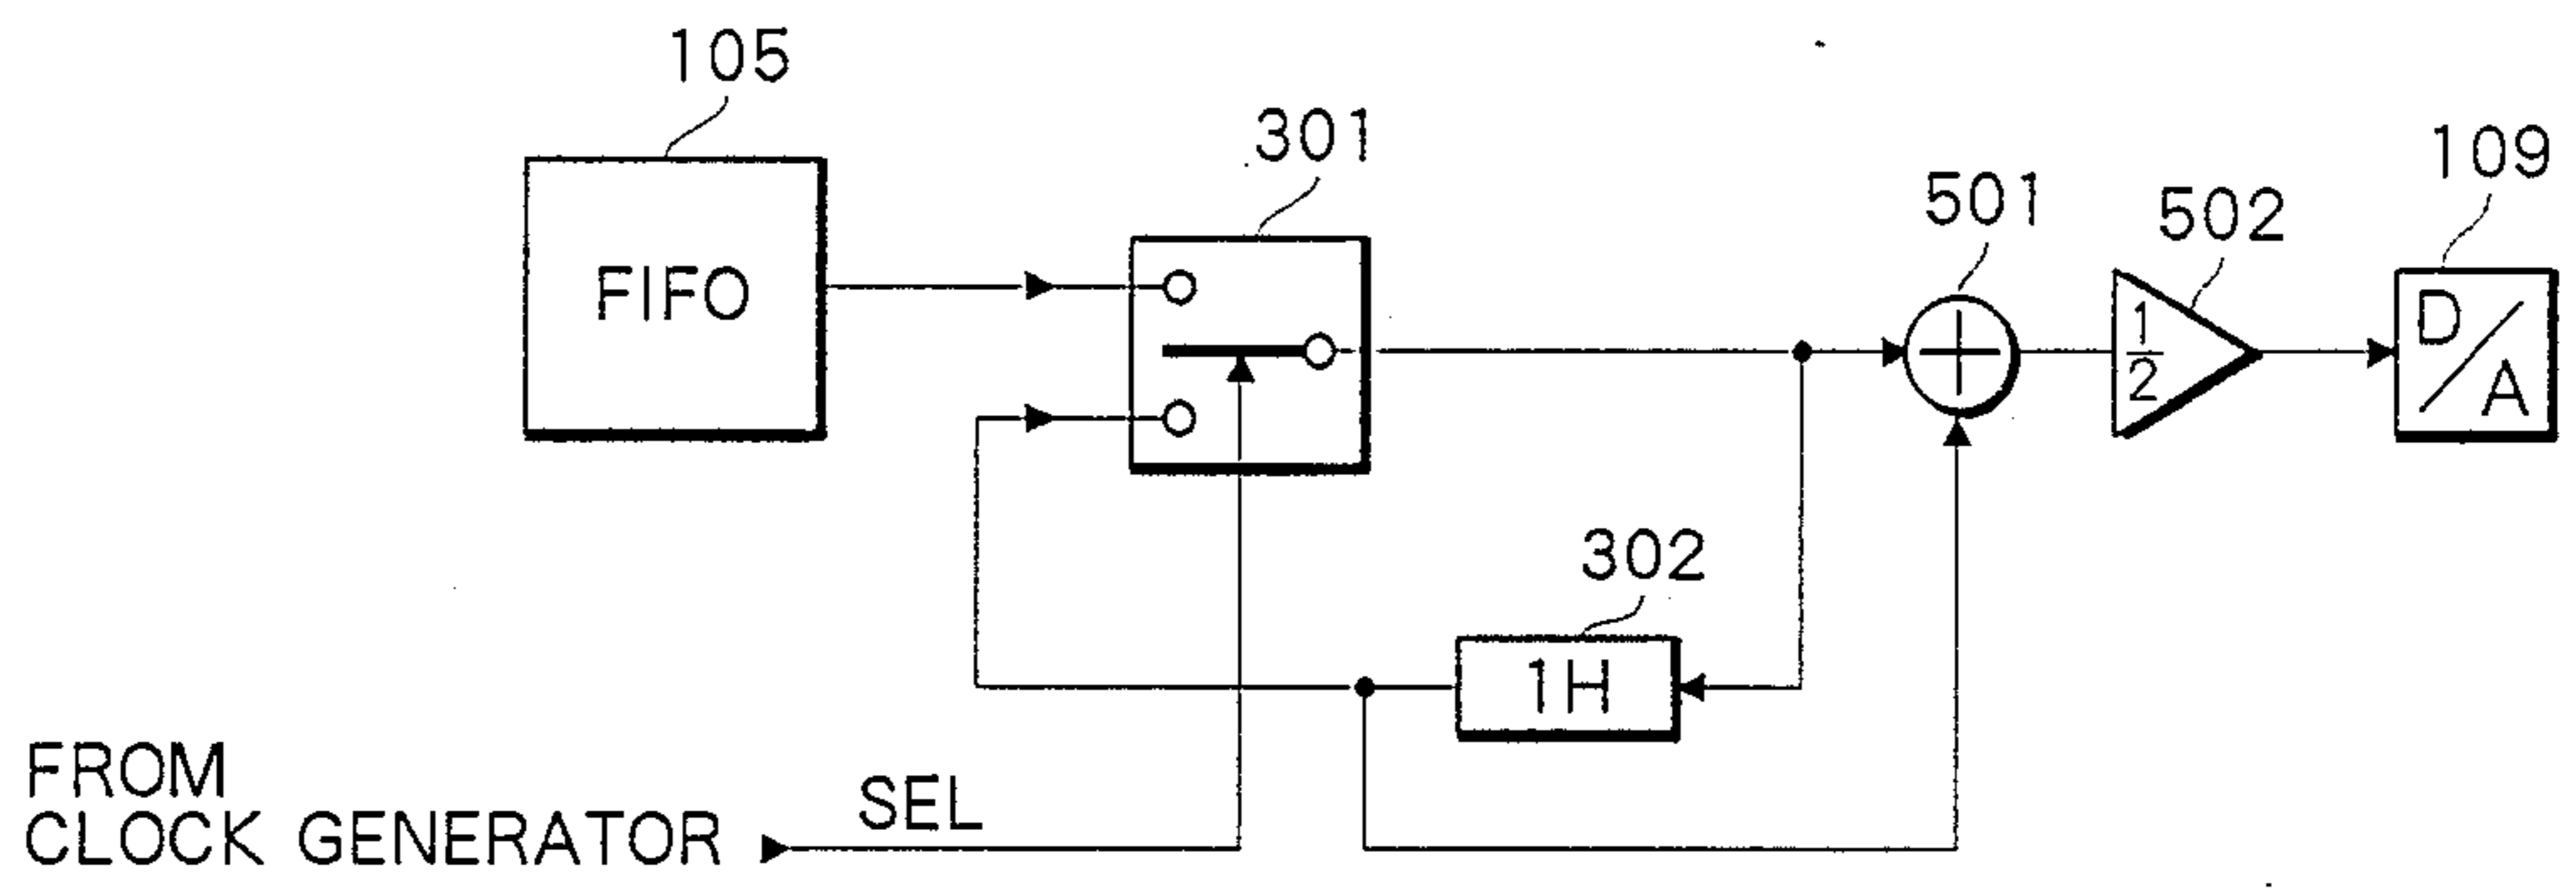 105
301
109
501
502
FIFO
D/A
1/2
302
1H
FROM
SEL
CLOCK GENERATOR